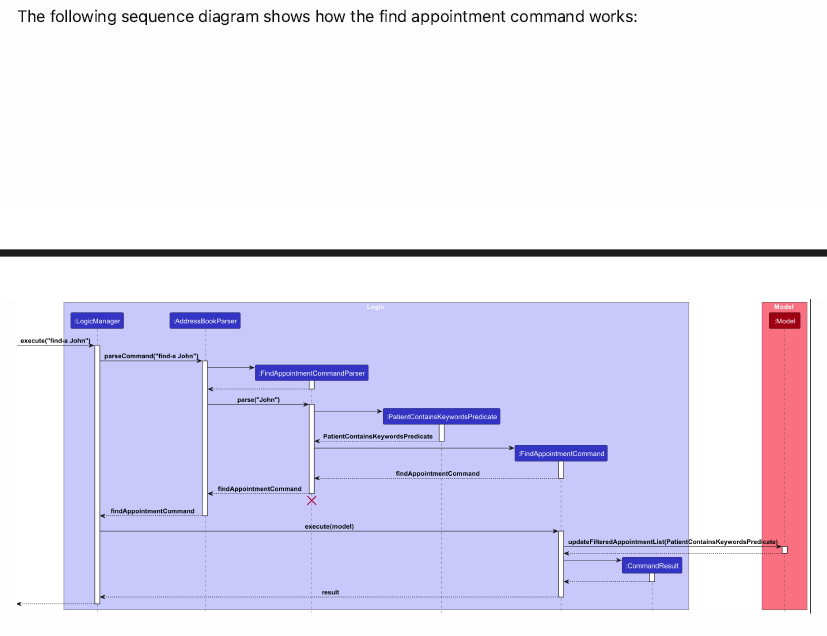 The following sequence diagram shows how the find appointment command works:
Logic
Model
:LogicManager
:AddressBookParser
:Model
execute("find-a John")
parseCommand("find-a John")
:FindAppointmentCommandParser
parse("John")
:PatientContainsKeywordsPredicate
PatientContainsKeywordsPredicate
:FindAppointmentCommand
findAppointmentCommand
findAppointmentCommand
findAppointmentCommand
execute(model)
updateFilteredAppointmentList(PatientContainsKeywordsPredicate)
:CommandResult
result